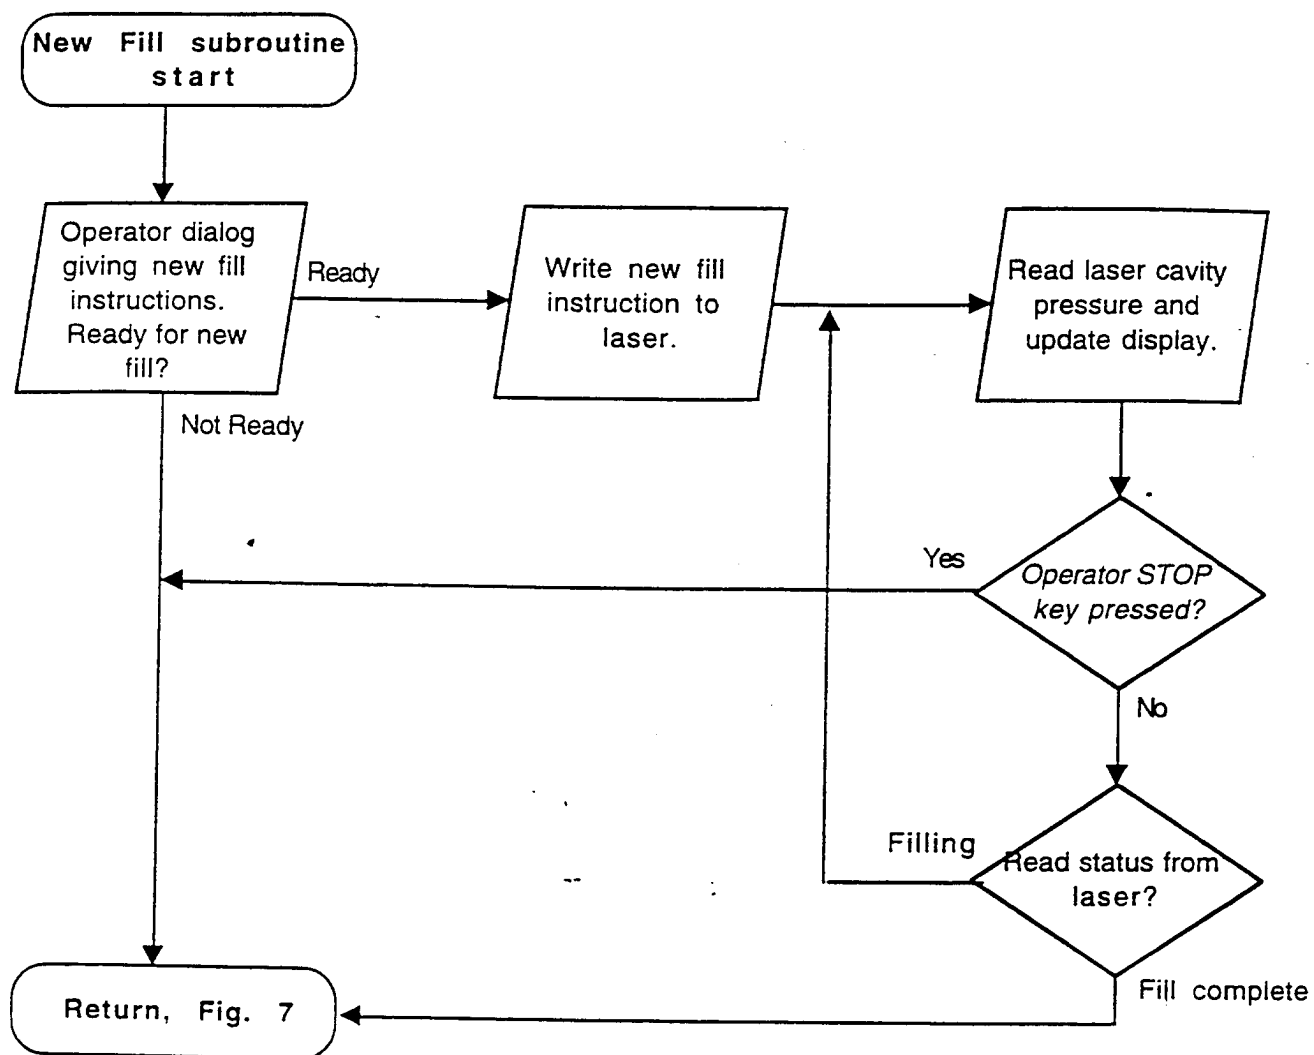 New Fill subroutine
start
Operator dialog
giving new fill
instructions.
Ready for new
fill?
Ready
Not Ready
Write new fill
instruction to
laser.
Read laser cavity
pressure and
update display.
Operator STOP
key pressed?
Yes
No
Read status from
laser?
Filling
Fill complete
Return, Fig. 7